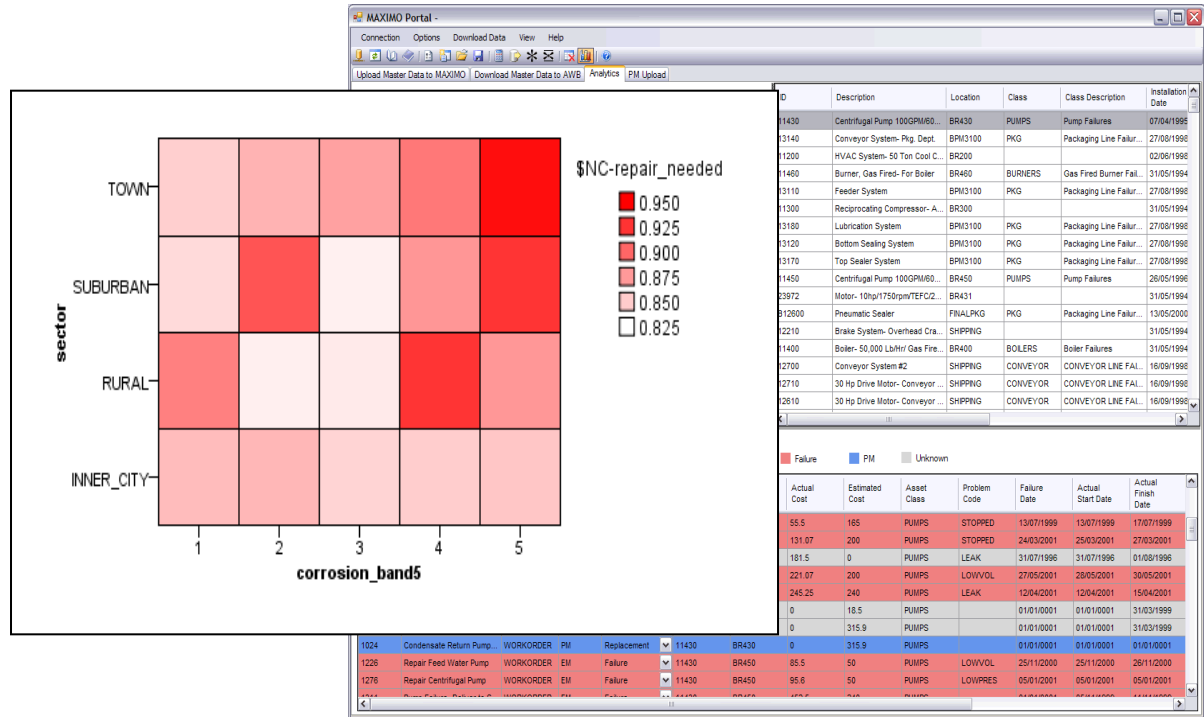 MAXIMO Portal -
Connection Options Download Data View Help
Upload Master Data to MAXIMO Download Master Data to AWB Analytics PM Upload
ID Description Location Class Class Description Installation Date
11430 Centrifugal Pump 100GPM/60... BR430 PUMPS Pump Failures 07/04/1995
13140 Conveyor System- Pkg. Dept. BPM3100 PKG Packaging Line Failur... 27/08/1998
11200 HVAC System- 50 Ton Cool C... BR200 02/06/1998
11460 Burner, Gas Fired- For Boiler BR460 BURNERS Gas Fired Burner Fail... 31/05/1994
13110 Feeder System BPM3100 PKG Packaging Line Failur... 27/08/1998
11300 Reciprocating Compressor- A... BR300 31/05/1994
13180 Lubrication System BPM3100 PKG Packaging Line Failur... 27/08/1998
13120 Bottom Sealing System BPM3100 PKG Packaging Line Failur... 27/08/1998
13170 Top Sealer System BPM3100 PKG Packaging Line Failur... 27/08/1998
11450 Centrifugal Pump 100GPM/60... BR450 PUMPS Pump Failures 26/05/1996
23972 Motor- 10hp/1750rpm/TEFC/2... BR431 31/05/1994
B12600 Pneumatic Sealer FINALPKG PKG Packaging Line Failur... 13/05/2000
12210 Brake System- Overhead Cra... SHIPPING 31/05/1994
11400 Boiler- 50,000 Lb/Hr/ Gas Fire... BR400 BOILERS Boiler Failures 31/05/1994
12700 Conveyor System #2 SHIPPING CONVEYOR CONVEYOR LINE FAI... 16/09/1998
12710 30 Hp Drive Motor- Conveyor ... SHIPPING CONVEYOR CONVEYOR LINE FAI... 16/09/1998
12610 30 Hp Drive Motor- Conveyor ... SHIPPING CONVEYOR CONVEYOR LINE FAI... 16/09/1998
$NC-repair_needed
0.950
0.925
0.900
0.875
0.850
0.825
sector
TOWN
SUBURBAN
RURAL
INNER_CITY
1 2 3 4 5
corrosion_band5
Failure PM Unknown
Actual Cost Estimated Cost Asset Class Problem Code Failure Date Actual Start Date Actual Finish Date
55.5 165 PUMPS STOPPED 13/07/1999 13/07/1999 17/07/1999
131.07 200 PUMPS STOPPED 24/03/2001 25/03/2001 27/03/2001
181.5 0 PUMPS LEAK 31/07/1996 31/07/1996 01/08/1996
221.07 200 PUMPS LOWVOL 27/05/2001 28/05/2001 30/05/2001
245.25 240 PUMPS LEAK 12/04/2001 12/04/2001 15/04/2001
0 18.5 PUMPS 01/01/0001 01/01/0001 31/03/1999
0 315.9 PUMPS 01/01/0001 01/01/0001 31/03/1999
1024 Condensate Return Pump... WORKORDER PM Replacement 11430 BR430 0 315.9 PUMPS 01/01/0001 01/01/0001 01/01/0001
1226 Repair Feed Water Pump WORKORDER EM Failure 11430 BR450 85.5 50 PUMPS LOWVOL 25/11/2000 25/11/2000 26/11/2000
1276 Repair Centrifugal Pump WORKORDER EM Failure 11430 BR450 95.6 50 PUMPS LOWPRES 05/01/2001 05/01/2001 05/01/2001